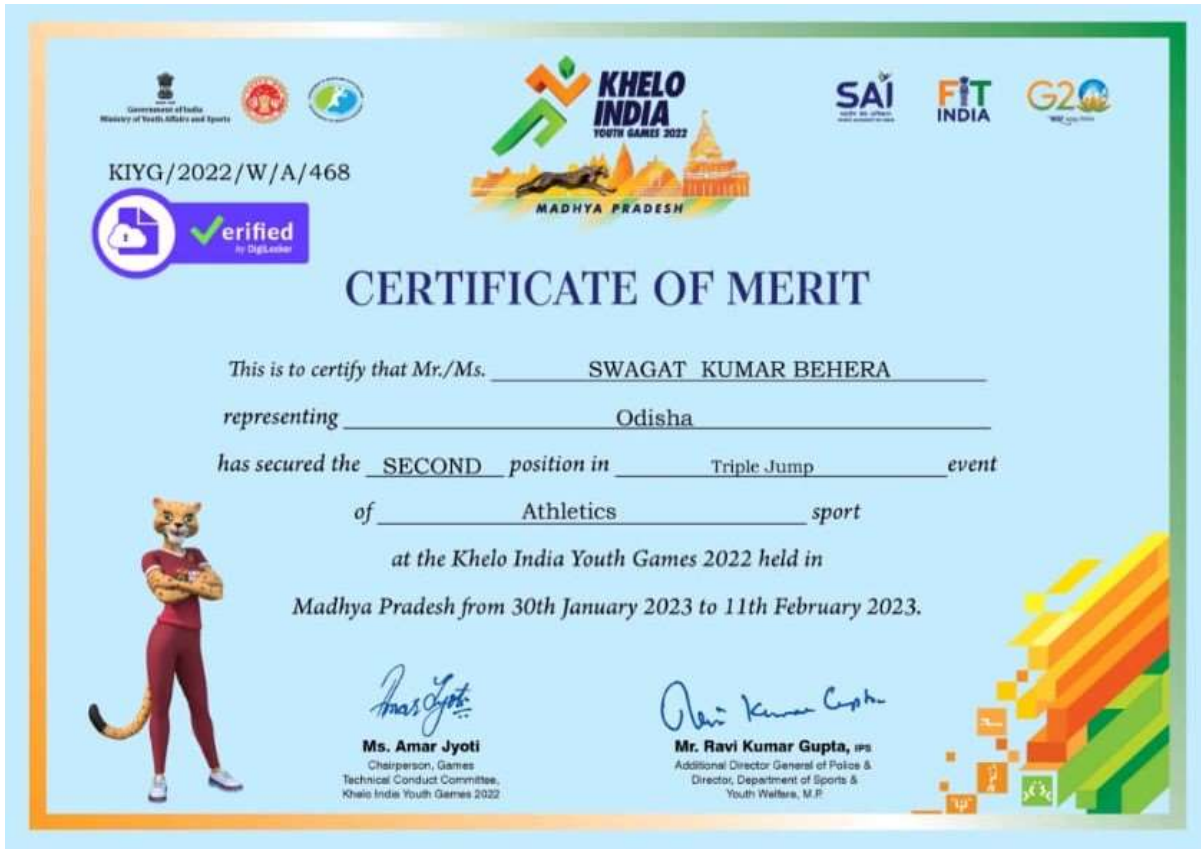 Government of India
Ministry of Youth Affairs and Sports
KHELO
INDIA
YOUTH GAMES 2022
MADHYA PRADESH
SAI
FIT
INDIA
G20
KIYG/2022/W/A/468
Verified
by DigiLocker
CERTIFICATE OF MERIT
This is to certify that Mr./Ms. SWAGAT KUMAR BEHERA
representing Odisha
has secured the SECOND position in Triple Jump event
of Athletics sport
at the Khelo India Youth Games 2022 held in
Madhya Pradesh from 30th January 2023 to 11th February 2023.
Amar Jyoti
Ravi Kumar Gupta
Ms. Amar Jyoti
Chairperson, Games
Technical Conduct Committee,
Khelo India Youth Games 2022
Mr. Ravi Kumar Gupta, IPS
Additional Director General of Police &
Director, Department of Sports &
Youth Welfare, M.P.